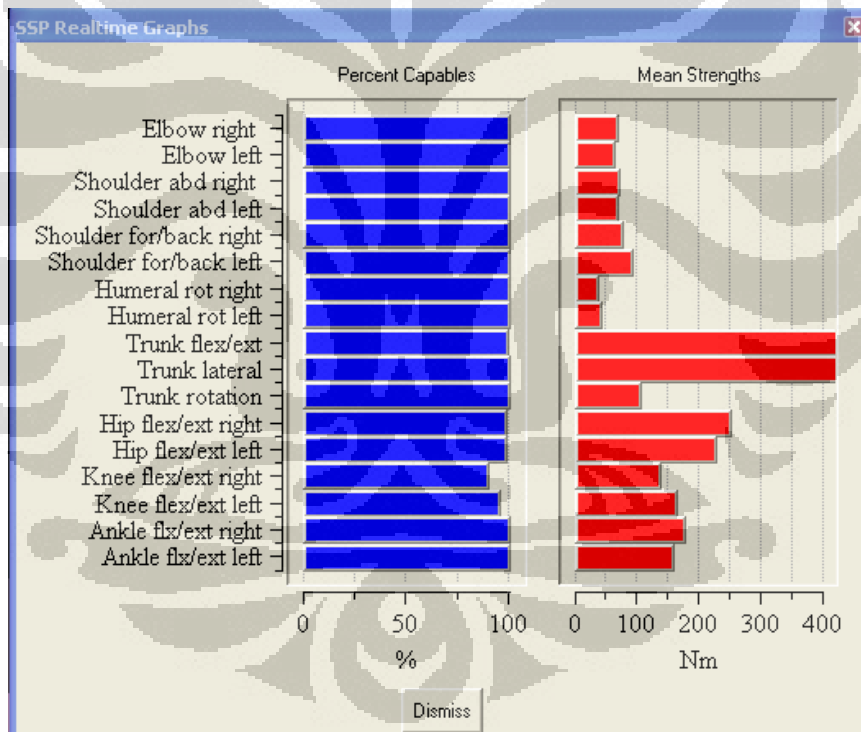 SSP Realtime Graphs
Percent Capables Mean Strengths
Elbow right
Elbow left
Shoulder abd right
Shoulder abd left
Shoulder for/back right
Shoulder for/back left
Humeral rot right
Humeral rot left
Trunk flex/ext
Trunk lateral
Trunk rotation
Hip flex/ext right
Hip flex/ext left
Knee flex/ext right
Knee flex/ext left
Ankle flx/ext right
Ankle flx/ext left
0 50 100 0 100 200 300 400
% Nm
Dismiss